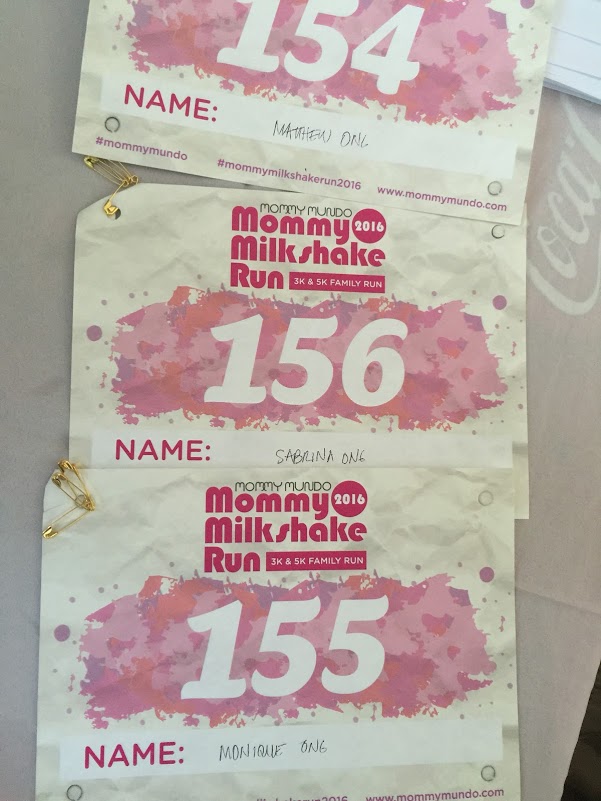 154
NAME: MATTHEW ONG
#mommymundo #mommymilkshakerun2016 www.mommymundo.com
MOMMY MUNDO
Mommy 2016
Milkshake
Run 3K & 5K FAMILY RUN
156
NAME: SABRINA ONG
MOMMY MUNDO
Mommy 2016
Milkshake
Run 3K & 5K FAMILY RUN
155
NAME: MONIQUE ONG
www.mommymundo.com